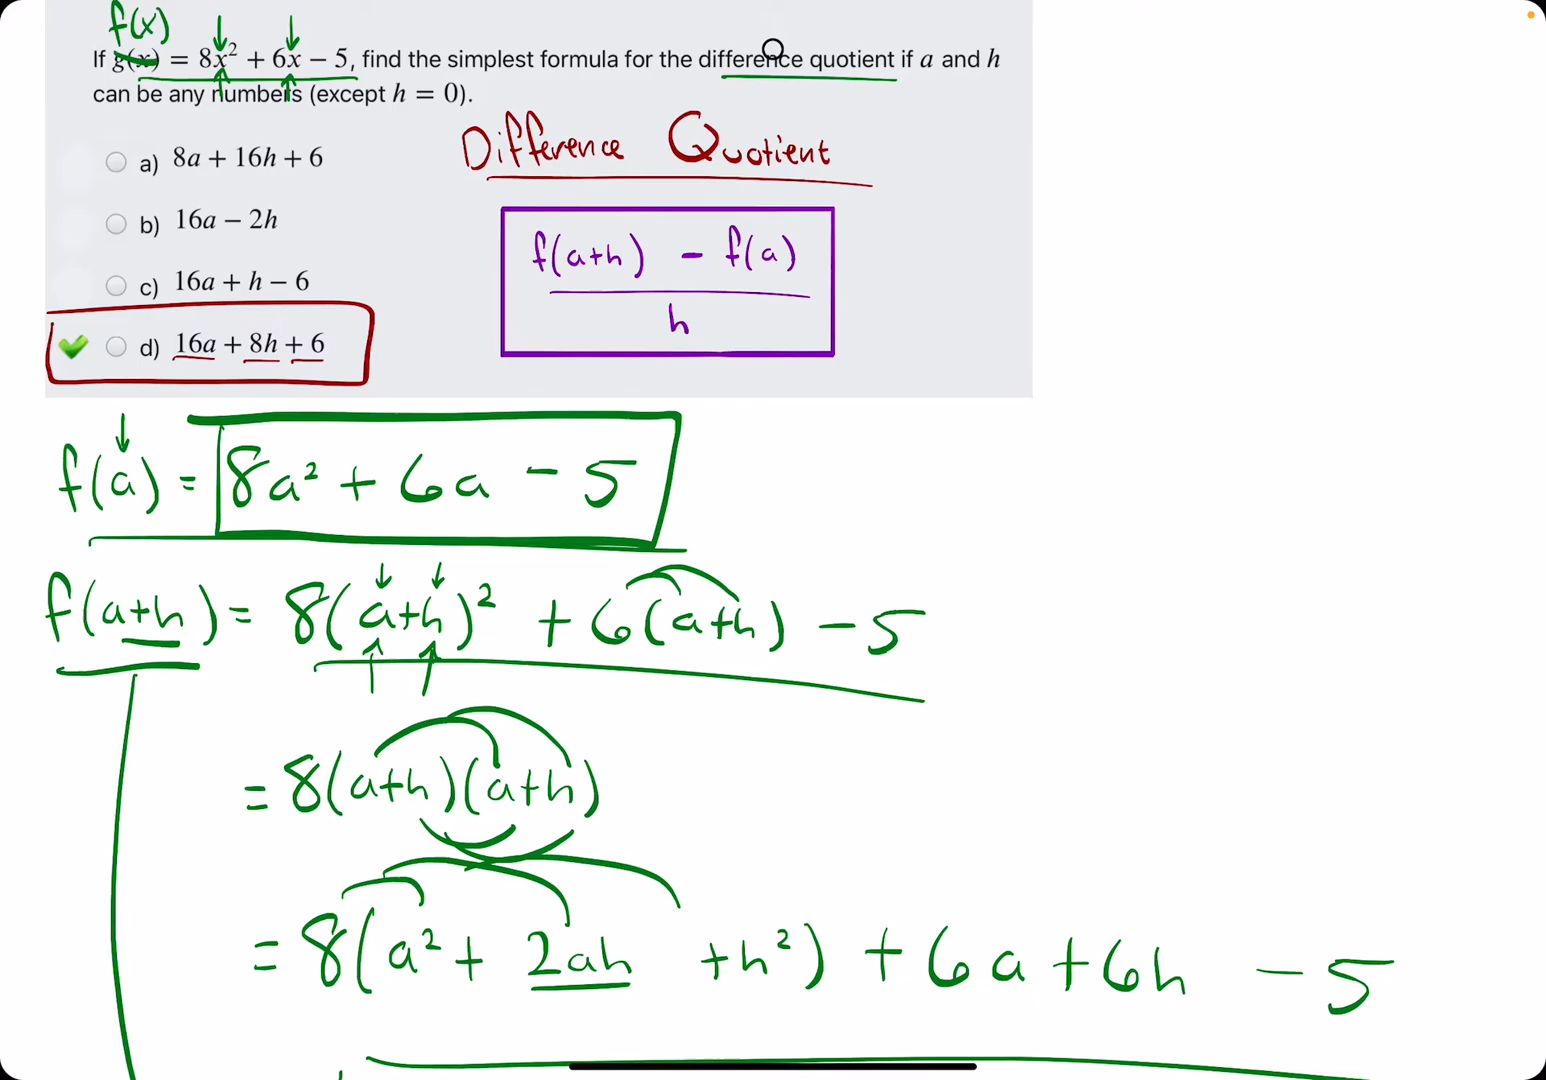 f(x)
If g(x) = 8x² + 6x − 5, find the simplest formula for the difference quotient if a and h
can be any numbers (except h = 0).
a) 8a + 16h + 6
b) 16a − 2h
c) 16a + h − 6
d) 16a + 8h + 6
Difference Quotient
f(a+h) - f(a)
h
f(a) = 8a² + 6a - 5
f(a+h) = 8(a+h)² + 6(a+h) - 5
= 8(a+h)(a+h)
= 8(a² + 2ah + h²) + 6a + 6h - 5